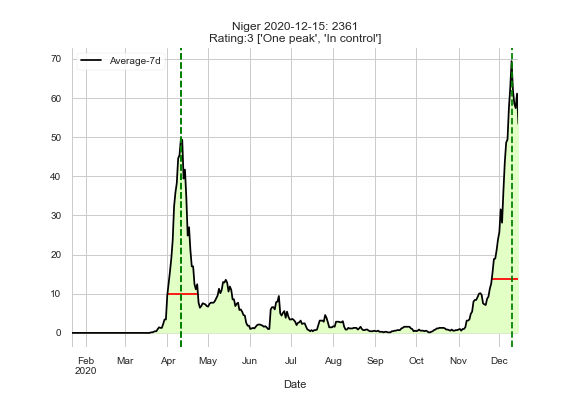 Niger 2020-12-15: 2361
Rating:3 ['One peak', 'In control']
Average-7d
70
60
50
40
30
20
10
0
Feb Mar Apr May Jun Jul Aug Sep Oct Nov Dec
2020
Date